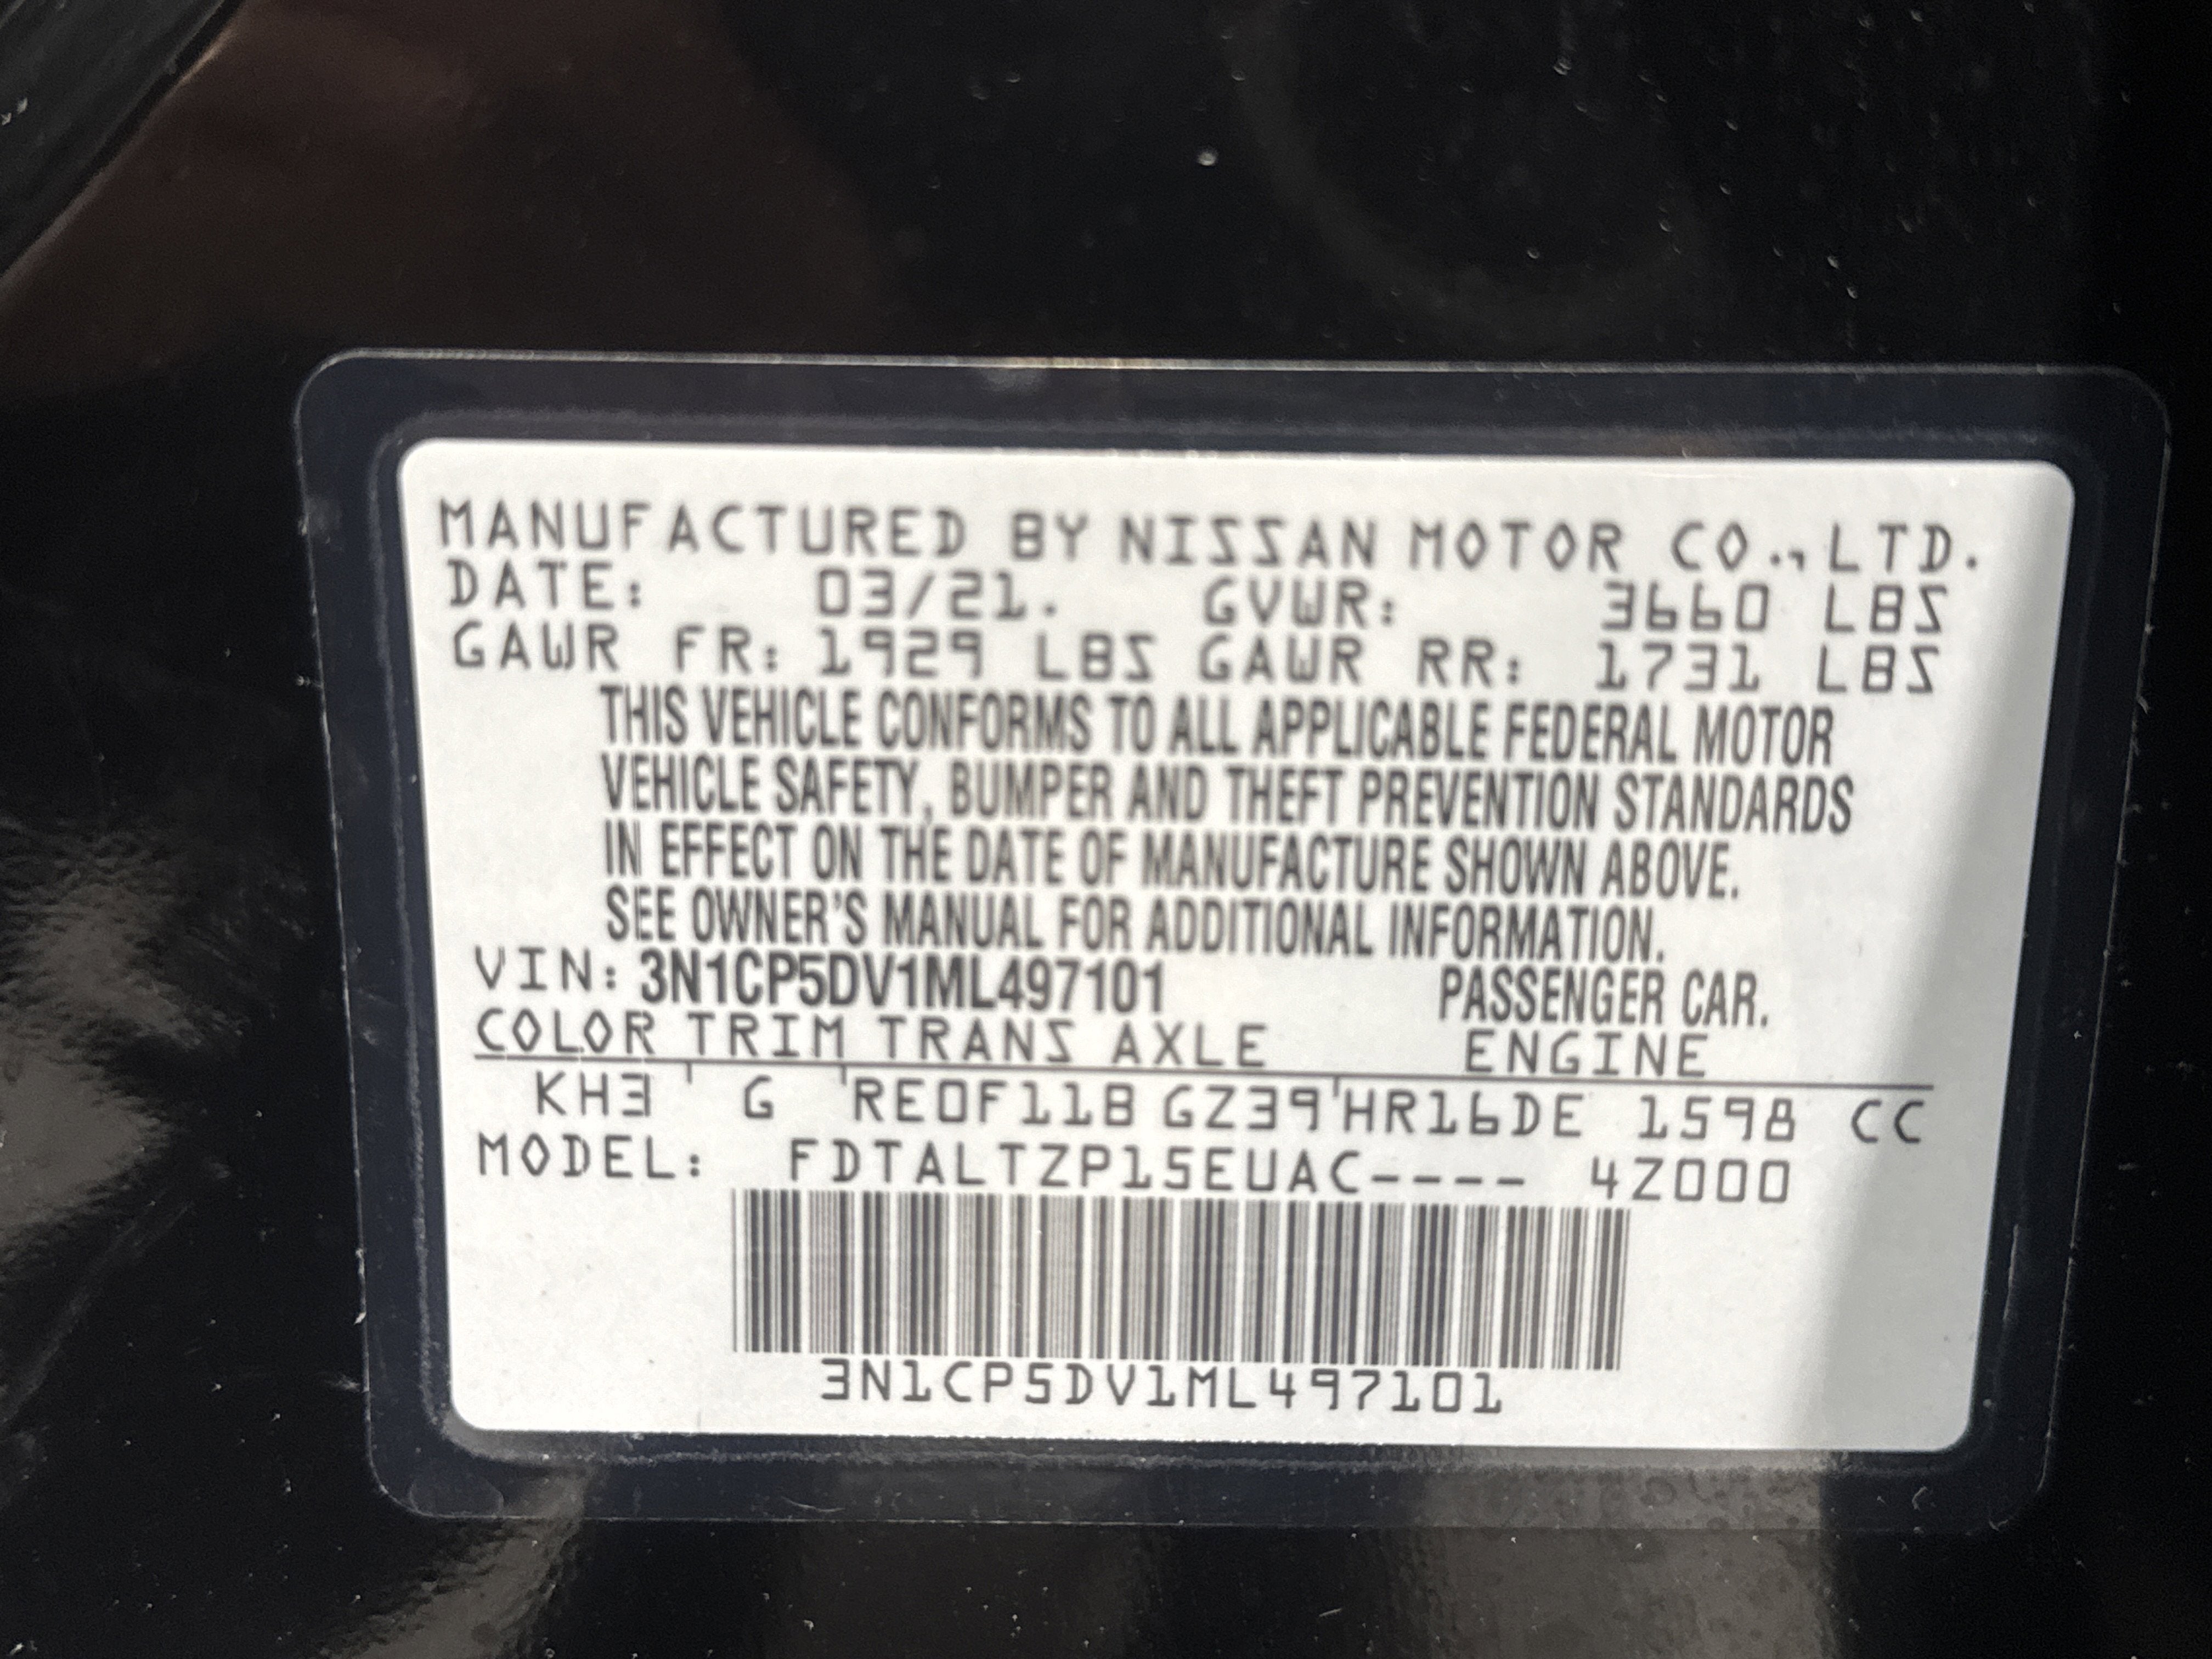 MANUFACTURED BY NISSAN MOTOR CO.,LTD.
DATE: 03/21. GVWR: 3660 LBS
GAWR FR: 1929 LBS GAWR RR: 1731 LBS
THIS VEHICLE CONFORMS TO ALL APPLICABLE FEDERAL MOTOR
VEHICLE SAFETY, BUMPER AND THEFT PREVENTION STANDARDS
IN EFFECT ON THE DATE OF MANUFACTURE SHOWN ABOVE.
SEE OWNER'S MANUAL FOR ADDITIONAL INFORMATION.
VIN: 3N1CP5DV1ML497101 PASSENGER CAR.
COLOR TRIM TRANS AXLE ENGINE
KH3 G RE0F11B GZ39 HR16DE 1598 CC
MODEL: FDTALTZP15EUAC---- 4Z000
3N1CP5DV1ML497101